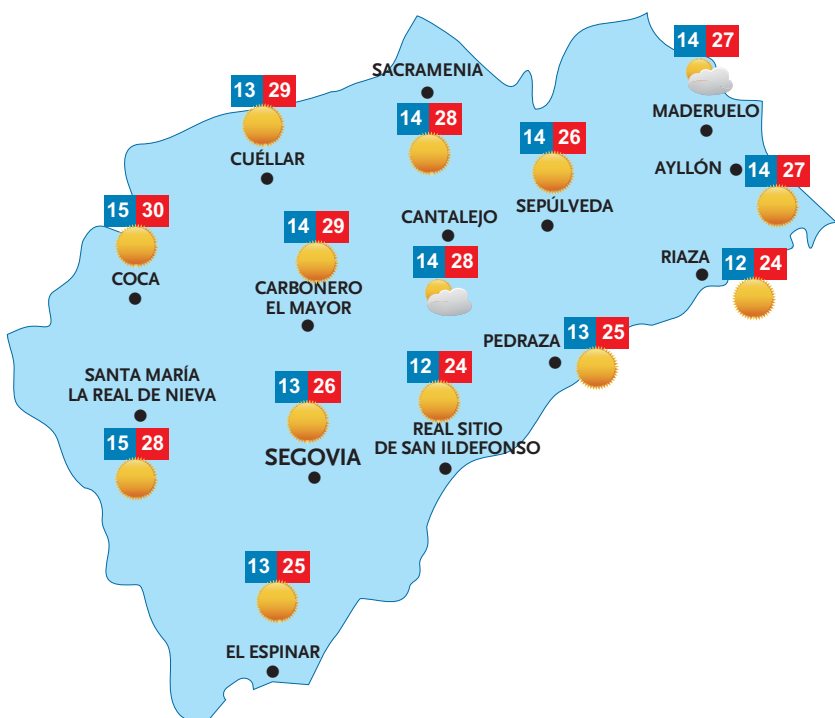 14 27
MADERUELO
SACRAMENIA
14 28
13 29
CUÉLLAR
14 26
SEPÚLVEDA
AYLLÓN
14 27
15 30
COCA
14 29
CARBONERO
EL MAYOR
CANTALEJO
14 28
RIAZA
12 24
PEDRAZA
13 25
SANTA MARÍA
LA REAL DE NIEVA
15 28
13 26
SEGOVIA
12 24
REAL SITIO
DE SAN ILDEFONSO
13 25
EL ESPINAR